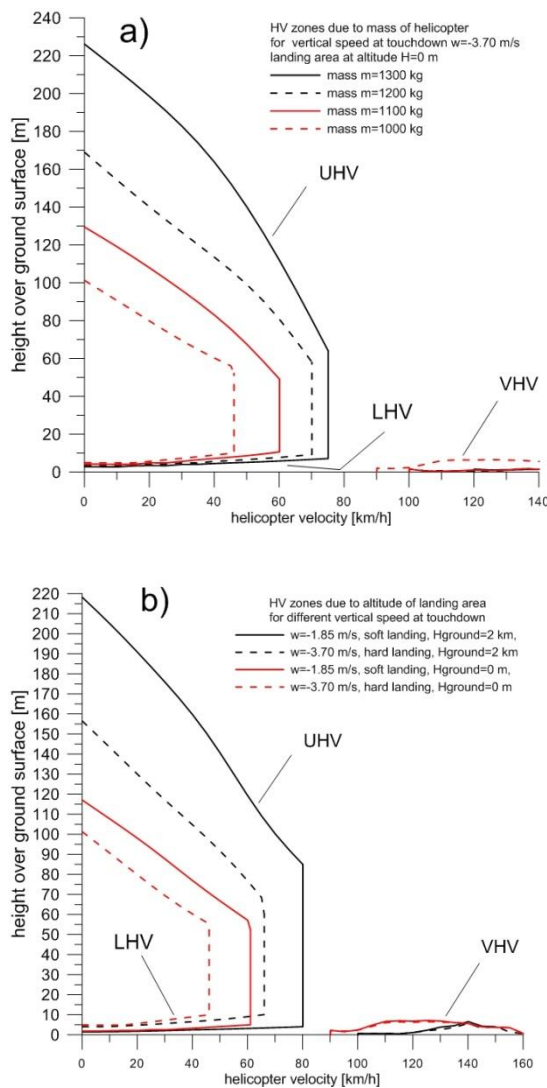 a)
HV zones due to mass of helicopter
for vertical speed at touchdown w=-3.70 m/s
landing area at altitude H=0 m
mass m=1300 kg
mass m=1200 kg
mass m=1100 kg
mass m=1000 kg
height over ground surface [m]
240
220
200
180
160
140
120
100
80
60
40
20
0
UHV
LHV
VHV
0 20 40 60 80 100 120 140
helicopter velocity [km/h]
b)
HV zones due to altitude of landing area
for different vertical speed at touchdown
w=-1.85 m/s, soft landing, Hground=2 km,
w=-3.70 m/s, hard landing, Hground=2 km
w=-1.85 m/s, soft landing, Hground=0 m,
w=-3.70 m/s, hard landing, Hground=0 m
height over ground surface [m]
220
210
200
190
180
170
160
150
140
130
120
110
100
90
80
70
60
50
40
30
20
10
0
UHV
LHV
VHV
0 20 40 60 80 100 120 140 160
helicopter velocity [km/h]